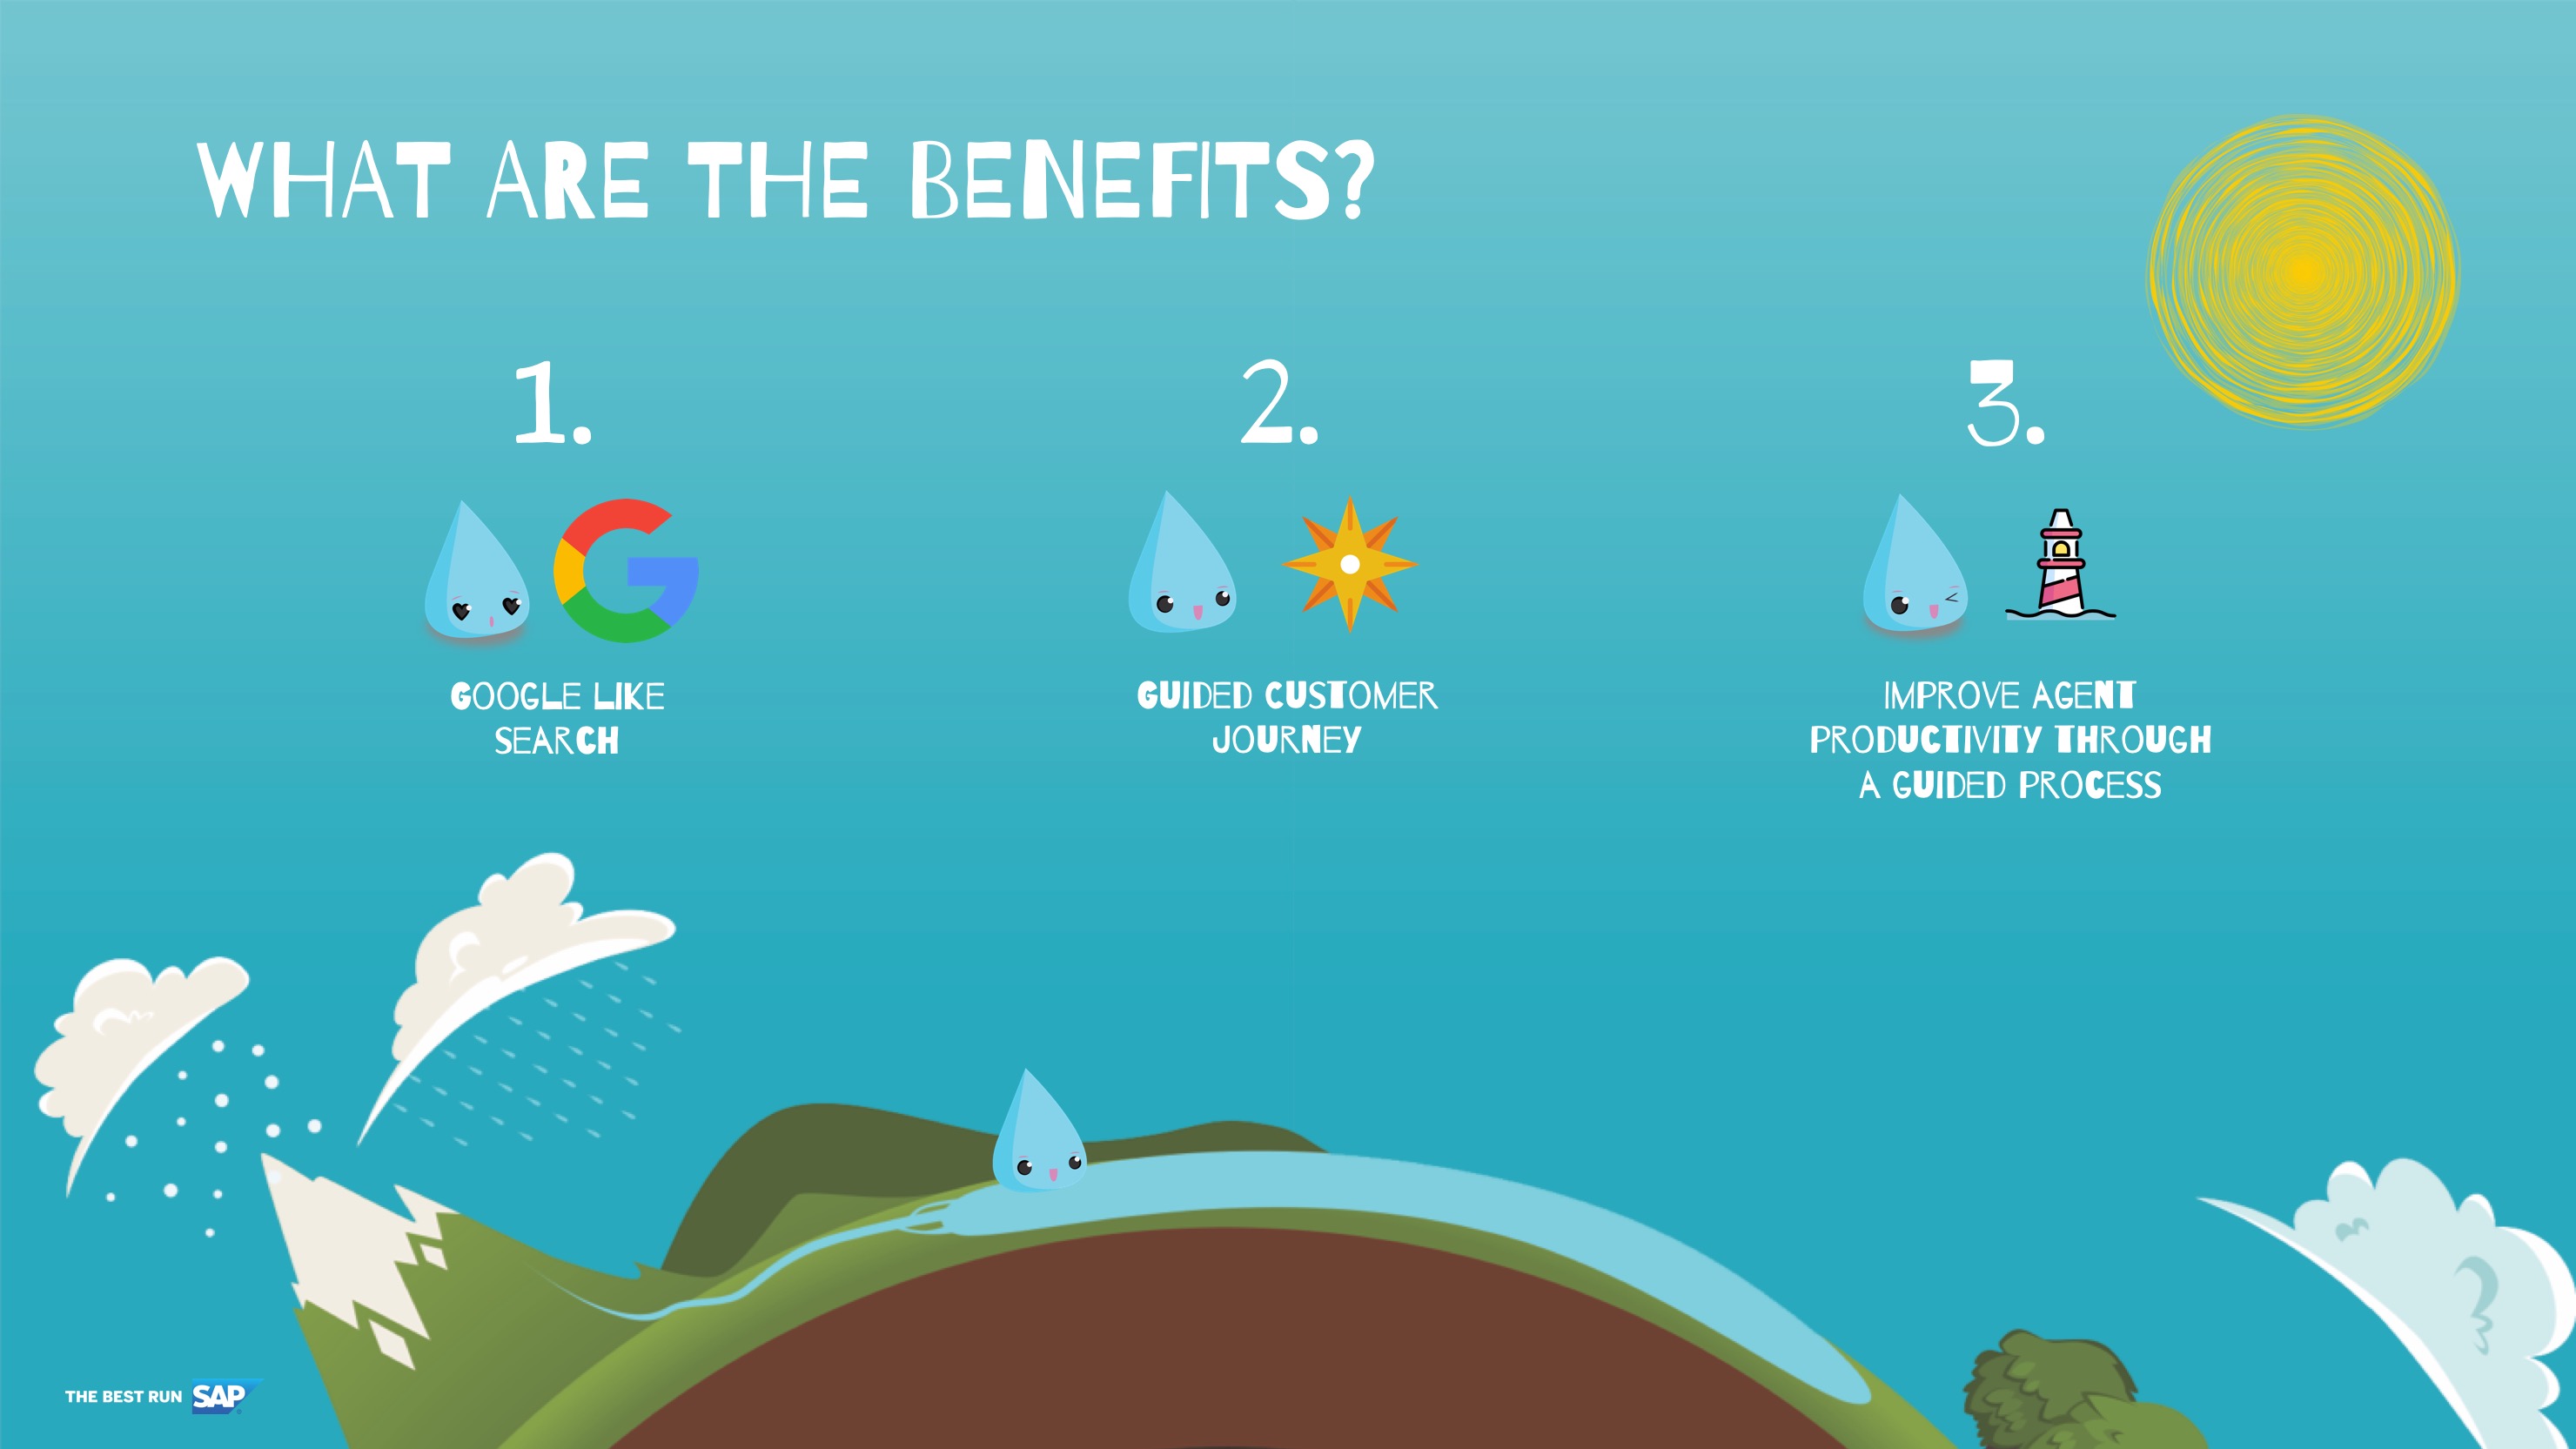 WHAT ARE THE BENEFITS?
1.
GOOGLE LIKE
SEARCH
2.
GUIDED CUSTOMER
JOURNEY
3.
IMPROVE AGENT
PRODUCTIVITY THROUGH
A GUIDED PROCESS
THE BEST RUN SAP